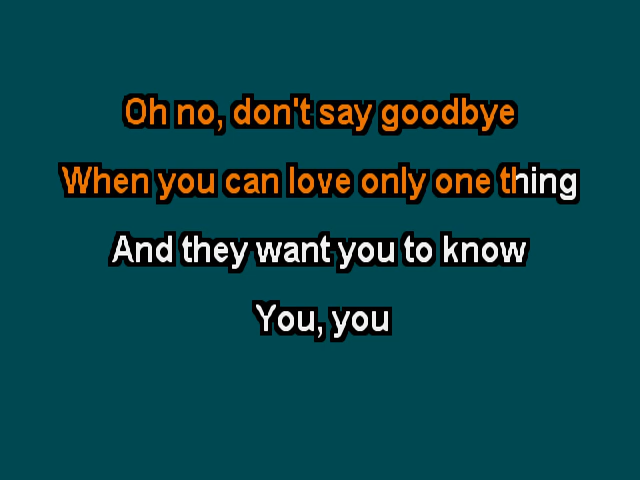 Oh no, don't say goodbye
When you can love only one thing
And they want you to know
You, you